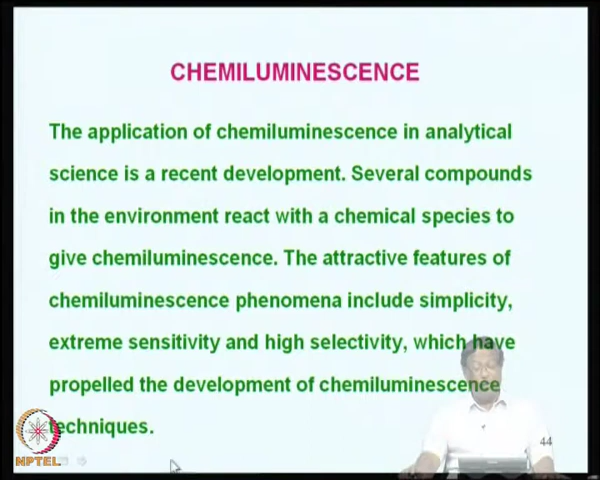 CHEMILUMINESCENCE
The application of chemiluminescence in analytical
science is a recent development. Several compounds
in the environment react with a chemical species to
give chemiluminescence. The attractive features of
chemiluminescence phenomena include simplicity,
extreme sensitivity and high selectivity, which have
propelled the development of chemiluminescence
techniques.
44
NPTEL